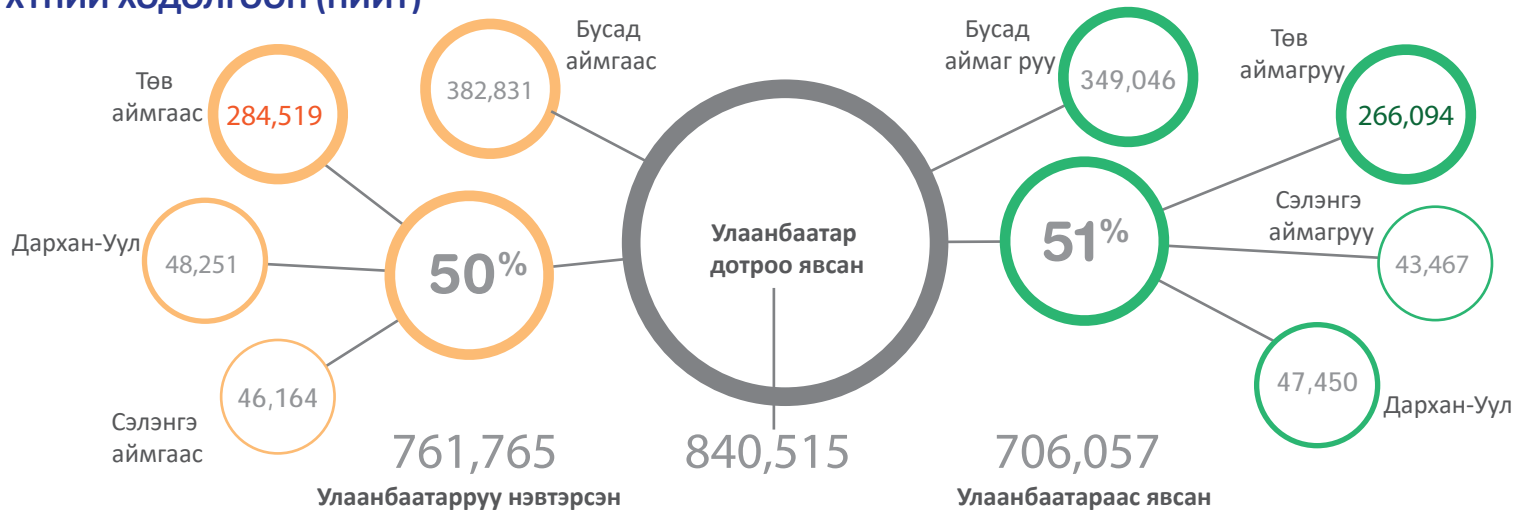 Төв
аймгаас
284,519
Бусад
аймгаас
382,831
Дархан-Уул
48,251
50%
Сэлэнгэ
аймгаас
46,164
761,765
Улаанбаатарруу нэвтэрсэн
Улаанбаатар
дотроо явсан
840,515
Бусад
аймаг руу
349,046
Төв
аймагруу
266,094
51%
Сэлэнгэ
аймагруу
43,467
47,450
Дархан-Уул
706,057
Улаанбаатараас явсан